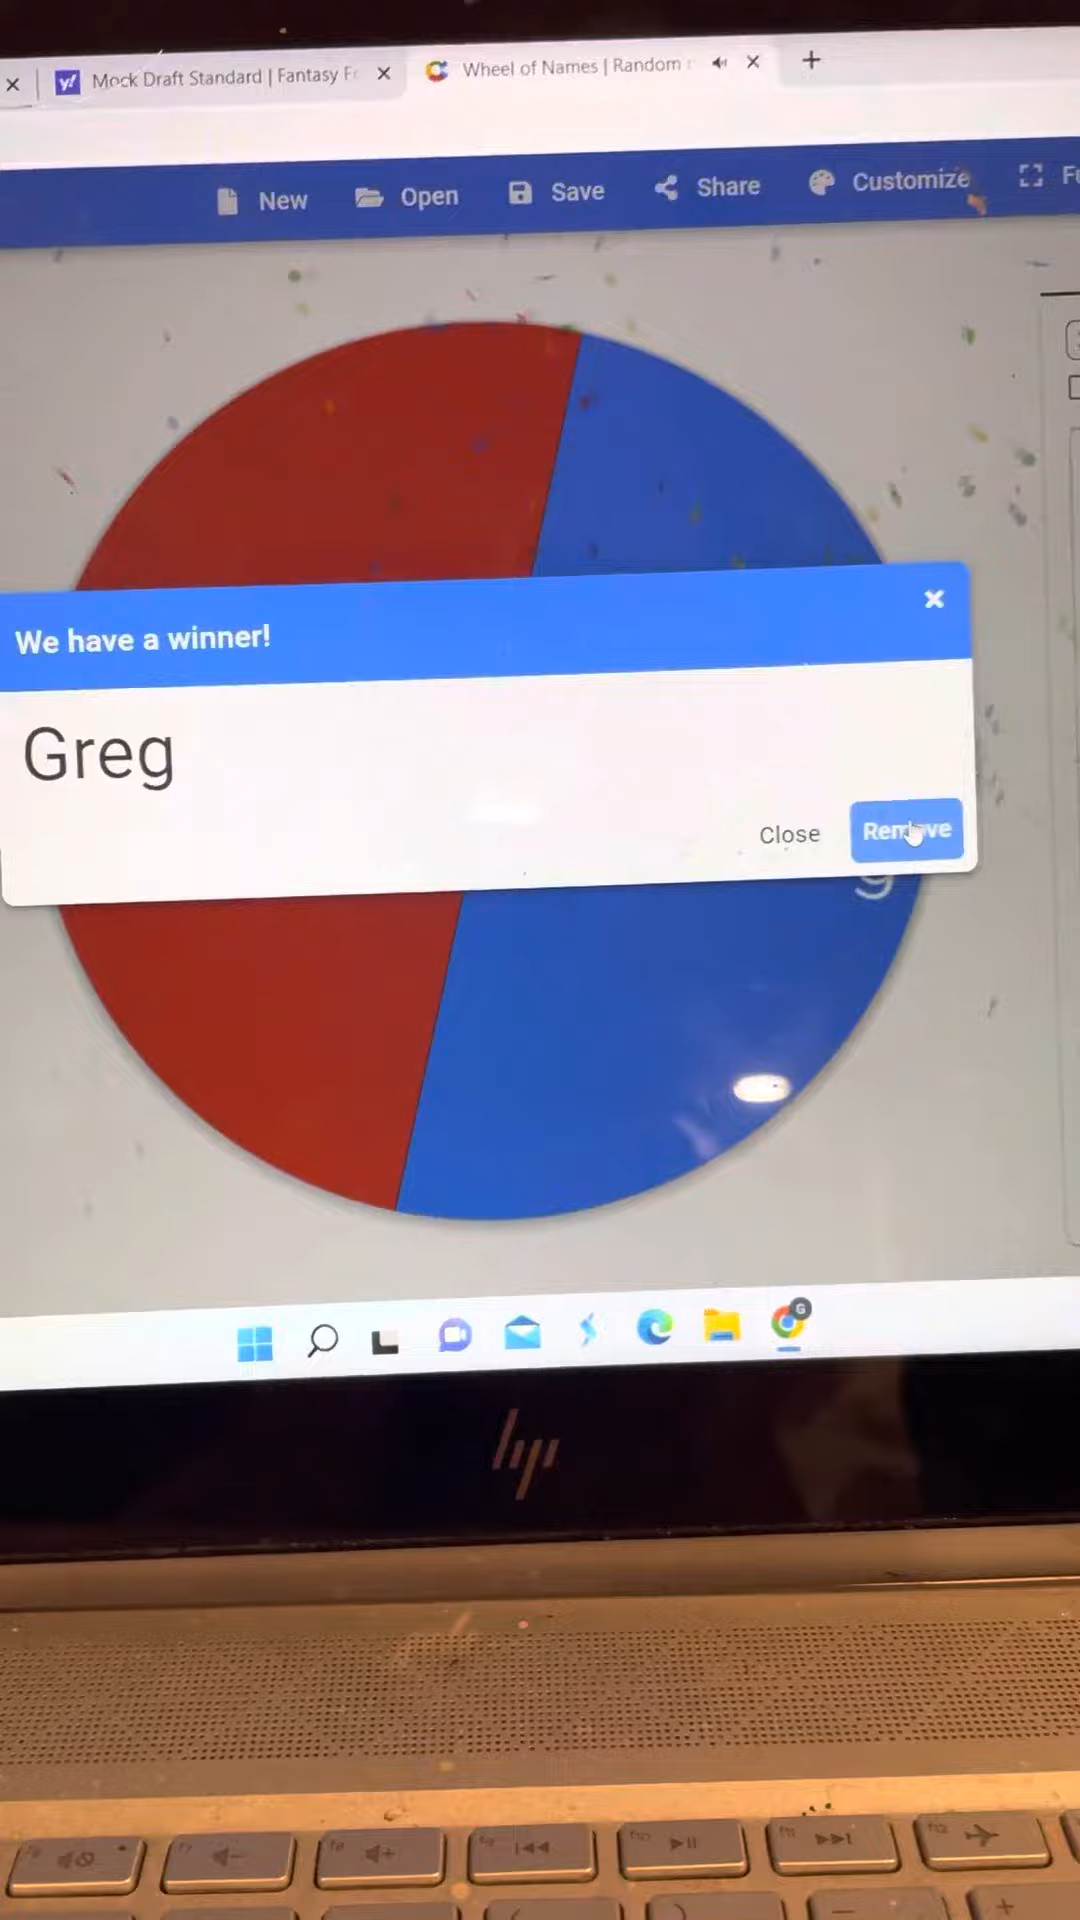 Mock Draft Standard | Fantasy F
Wheel of Names | Random
New Open Save Share Customize
We have a winner!
Greg
Close Remove
g
G
hp